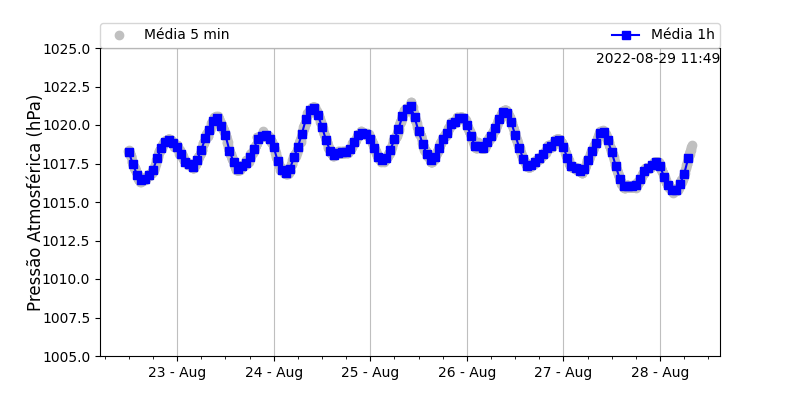 Média 5 min
Média 1h
2022-08-29 11:49
Pressão Atmosférica (hPa)
1025.0
1022.5
1020.0
1017.5
1015.0
1012.5
1010.0
1007.5
1005.0
23 - Aug
24 - Aug
25 - Aug
26 - Aug
27 - Aug
28 - Aug